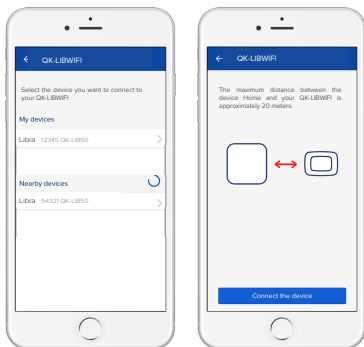 QK-LIBWIFI
Select the device you want to connect to
your QK-LIBWIFI
My devices
Libra 12345 QK-LIB50
Nearby devices
Libra 54321 QK-LIB50
QK-LIBWIFI
The maximum distance between the
device Home and your QK-LIBWIFI is
approximately 20 meters.
Connect the device